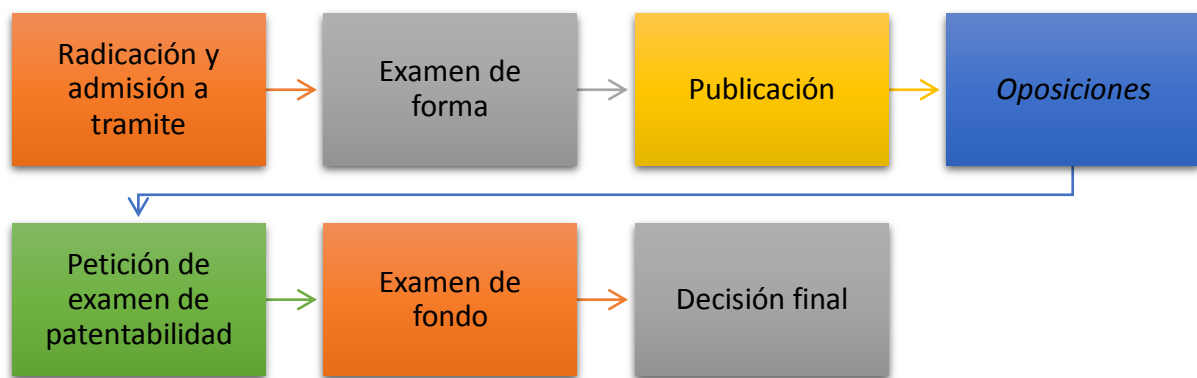 Radicación y
admisión a
tramite
Examen de
forma
Publicación
Oposiciones
Petición de
examen de
patentabilidad
Examen de
fondo
Decisión final